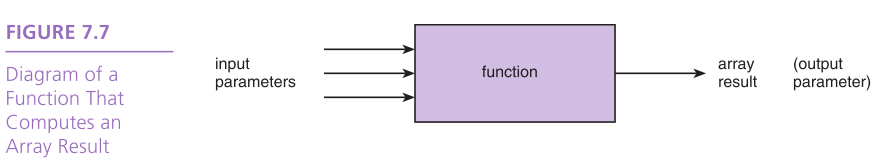 FIGURE 7.7
Diagram of a
Function That
Computes an
Array Result
input
parameters
function
array
result
(output
parameter)